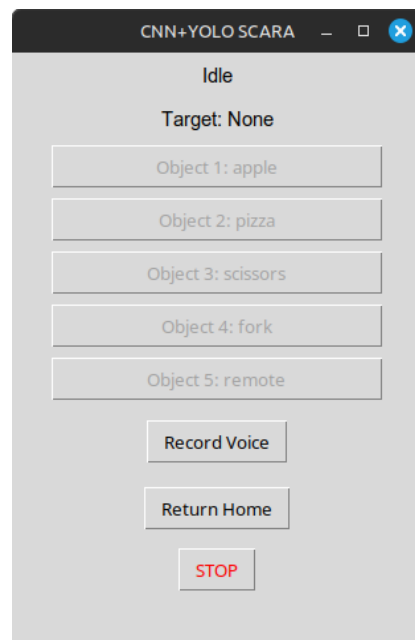 CNN+YOLO SCARA
Idle
Target: None
Object 1: apple
Object 2: pizza
Object 3: scissors
Object 4: fork
Object 5: remote
Record Voice
Return Home
STOP